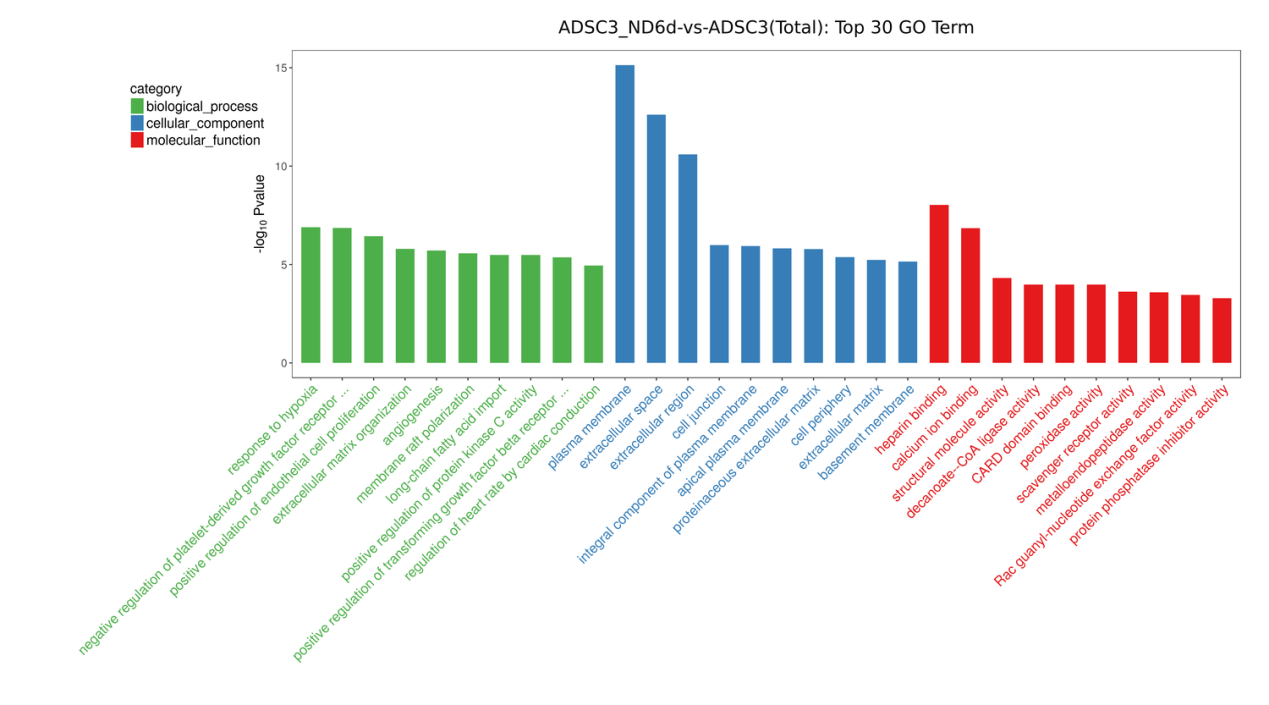 ADSC3_ND6d-vs-ADSC3(Total): Top 30 GO Term
category
biological_process
cellular_component
molecular_function
-log10 Pvalue
15
10
5
0
response to hypoxia
negative regulation of platelet-derived growth factor receptor ...
positive regulation of endothelial cell proliferation
extracellular matrix organization
angiogenesis
membrane raft polarization
long-chain fatty acid import
positive regulation of protein kinase C activity
positive regulation of transforming growth factor beta receptor ...
regulation of heart rate by cardiac conduction
plasma membrane
extracellular space
extracellular region
cell junction
integral component of plasma membrane
apical plasma membrane
proteinaceous extracellular matrix
cell periphery
extracellular matrix
basement membrane
heparin binding
calcium ion binding
structural molecule activity
decanoate--CoA ligase activity
CARD domain binding
peroxidase activity
scavenger receptor activity
metalloendopeptidase activity
Rac guanyl-nucleotide exchange factor activity
protein phosphatase inhibitor activity